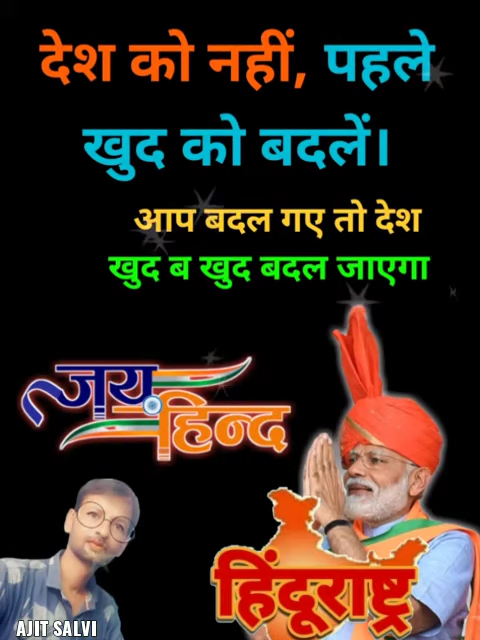 देश को नहीं, पहले
खुद को बदलें।
आप बदल गए तो देश
खुद ब खुद बदल जाएगा
जय
हिन्द
हिंदूराष्ट्र
AJIT SALVI